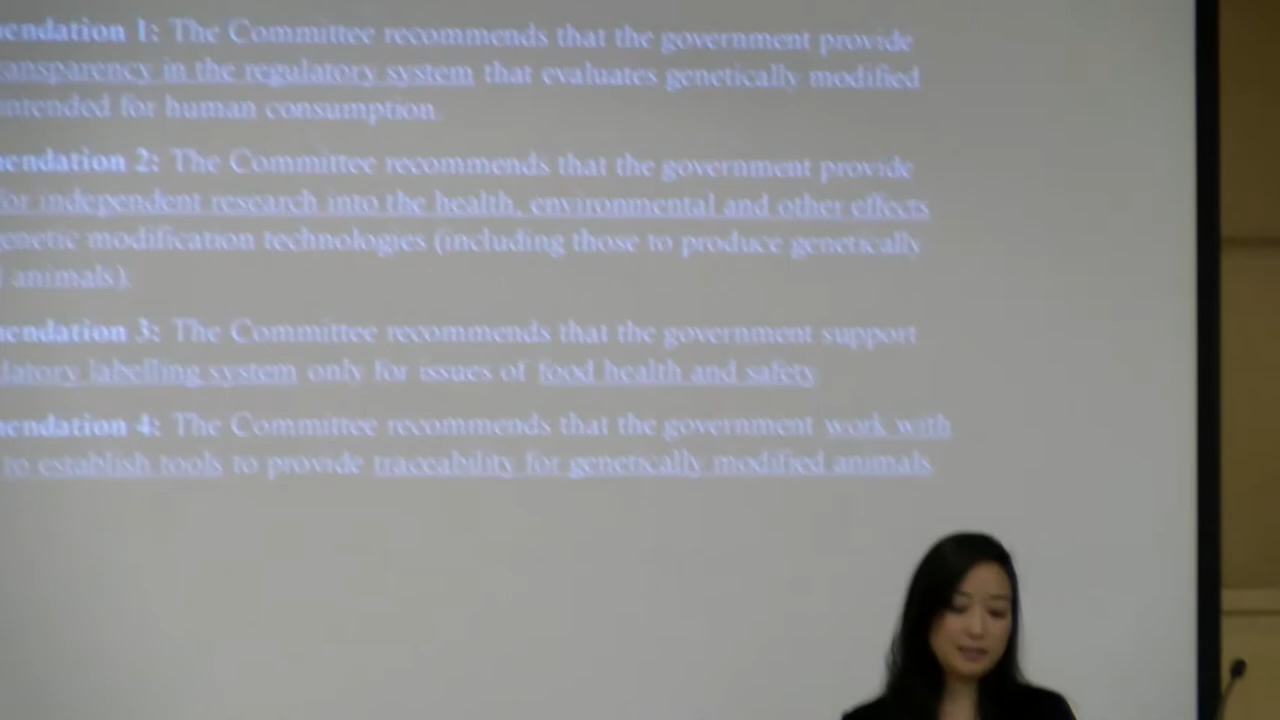 endation 1: The Committee recommends that the government provide
ansparency in the regulatory system that evaluates genetically modified
ntended for human consumption.
endation 2: The Committee recommends that the government provide
or independent research into the health, environmental and other effects
enetic modification technologies (including those to produce genetically
animals).
endation 3: The Committee recommends that the government support
latory labelling system only for issues of food health and safety
endation 4: The Committee recommends that the government work with
to establish tools to provide traceability for genetically modified animals